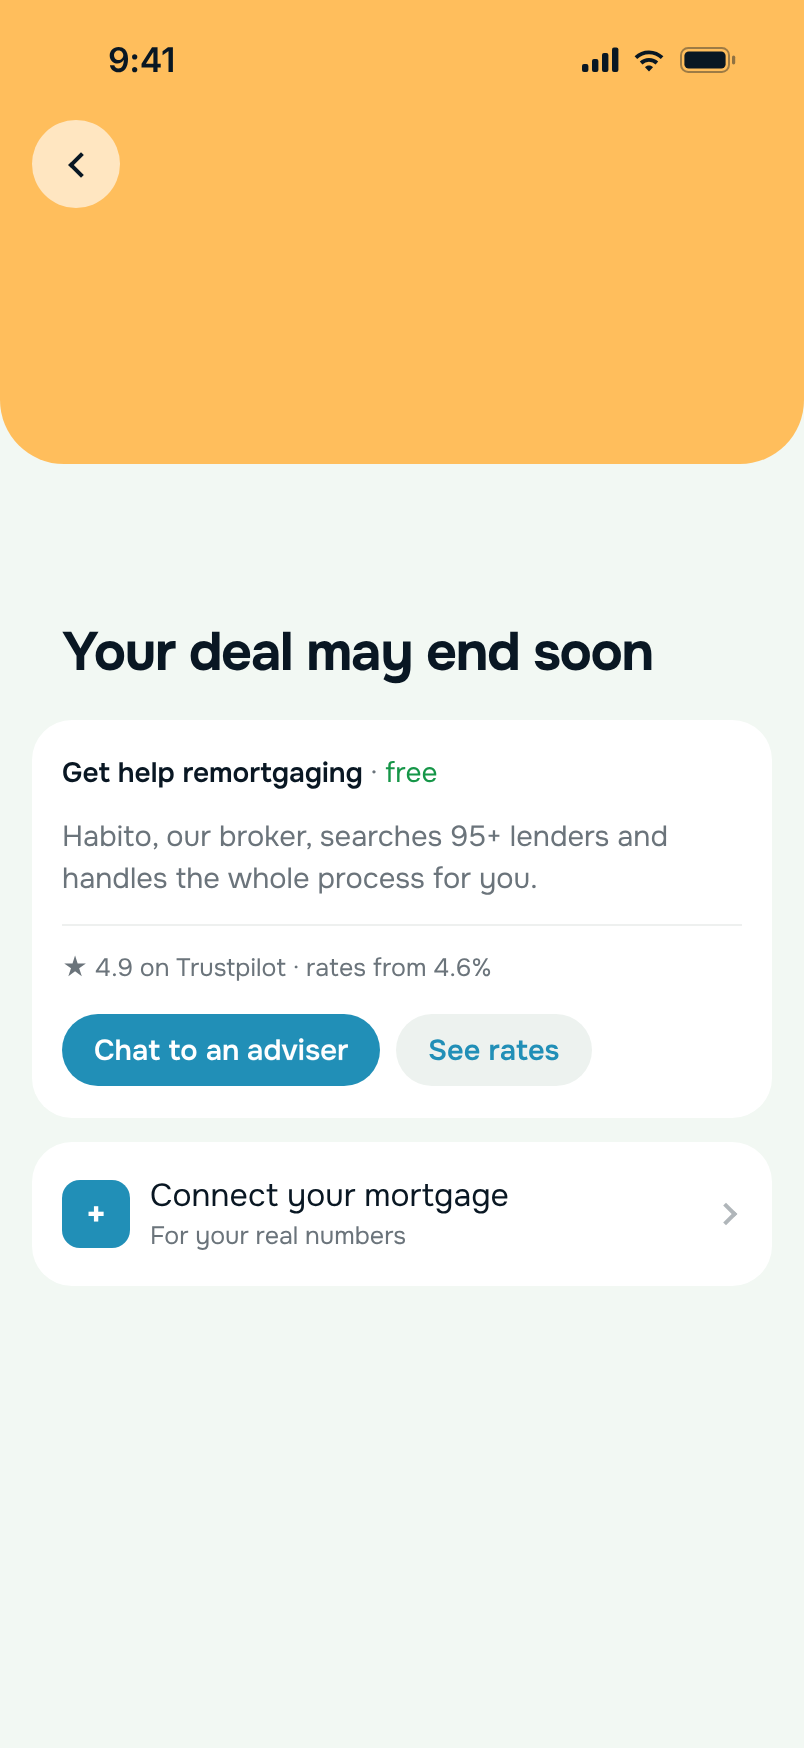 9:41
Your deal may end soon
Get help remortgaging · free
Habito, our broker, searches 95+ lenders and
handles the whole process for you.
★ 4.9 on Trustpilot · rates from 4.6%
Chat to an adviser
See rates
+
Connect your mortgage
For your real numbers